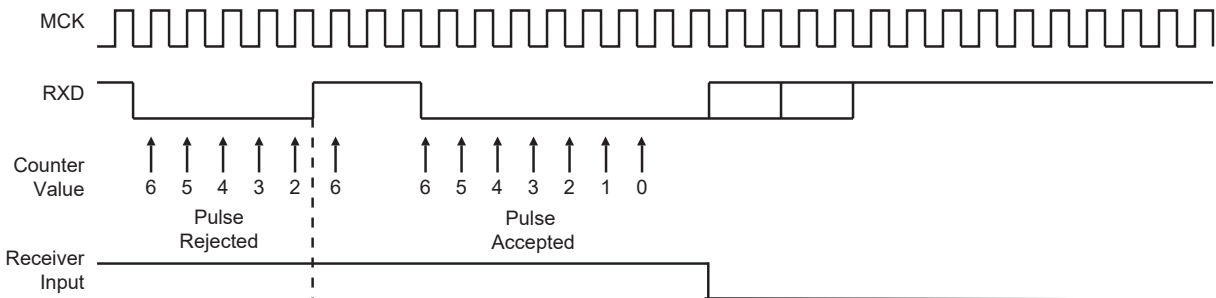 MCK
RXD
Counter
Value
6 5 4 3 2 6 6 5 4 3 2 1 0
Pulse
Rejected
Pulse
Accepted
Receiver
Input